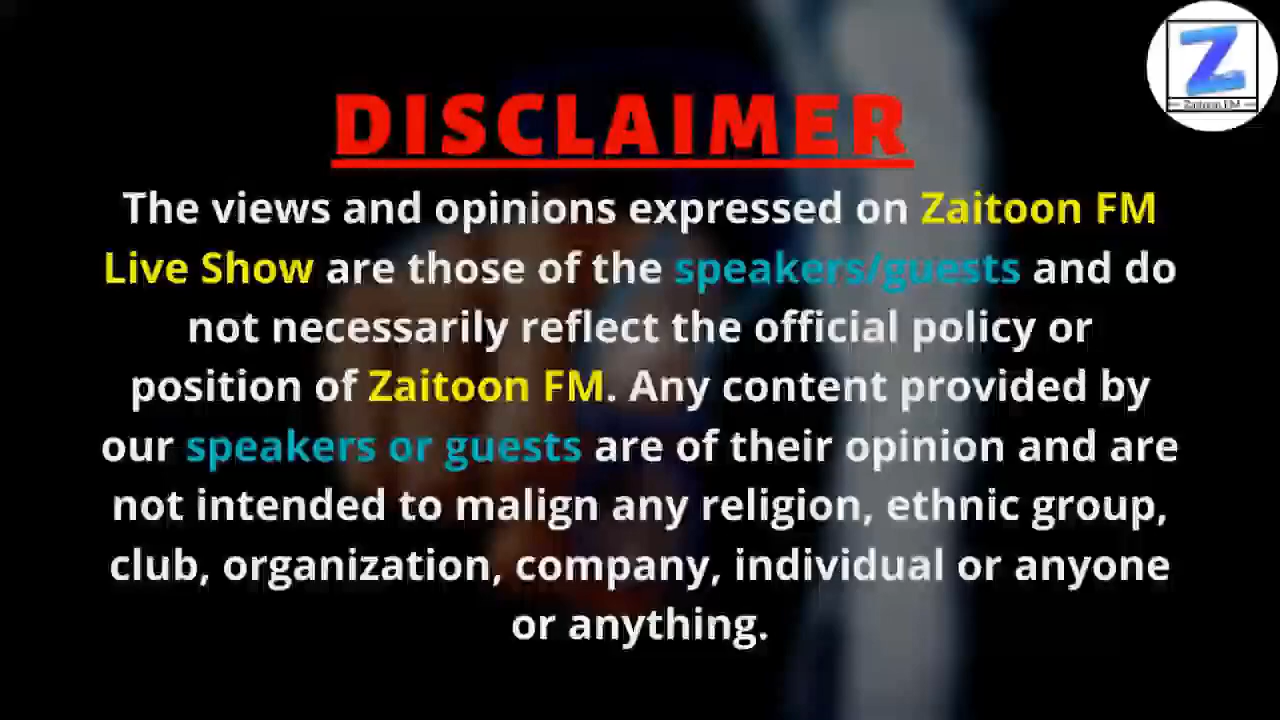 Z
Zaitoon FM
DISCLAIMER
The views and opinions expressed on Zaitoon FM
Live Show are those of the speakers/guests and do
not necessarily reflect the official policy or
position of Zaitoon FM. Any content provided by
our speakers or guests are of their opinion and are
not intended to malign any religion, ethnic group,
club, organization, company, individual or anyone
or anything.